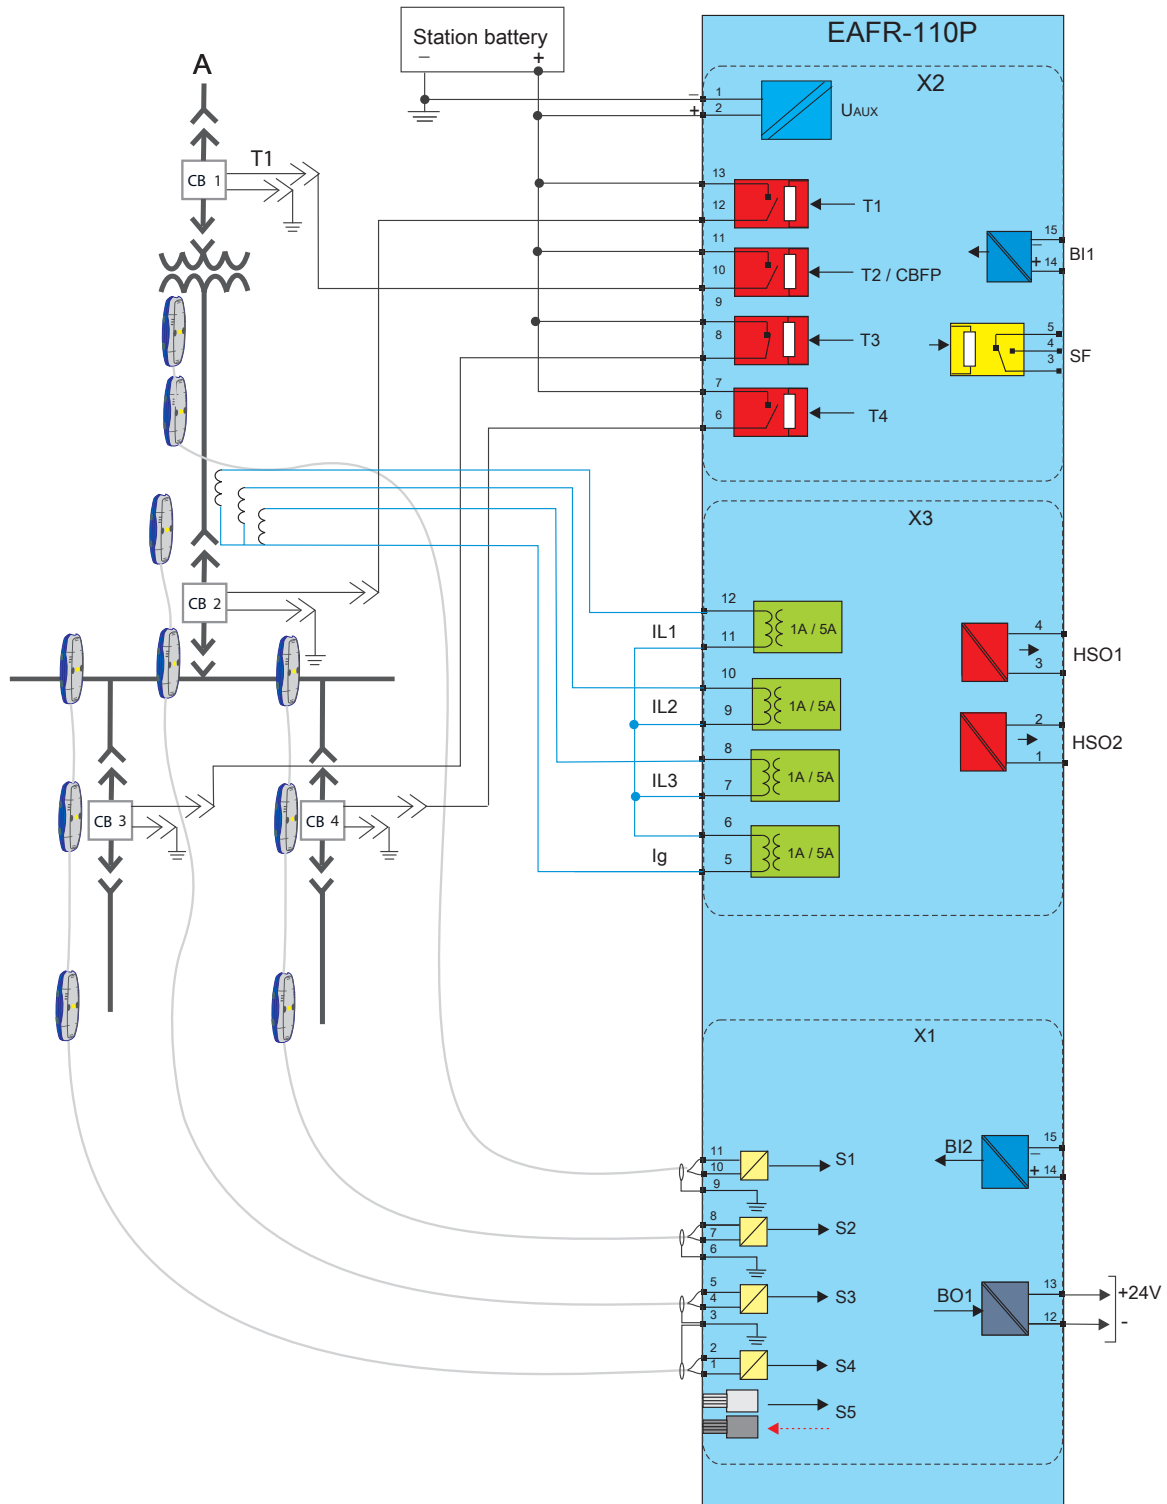 Station battery
− +
EAFR-110P
X2
A
− 1
+ 2
UAUX
T1
CB 1
13
12
T1
11
10
T2 / CBFP
9
8
T3
7
6
T4
15
−
+ 14
BI1
5
4
3
SF
X3
CB 2
12
IL1
11
1A / 5A
10
IL2
9
1A / 5A
8
IL3
7
1A / 5A
6
Ig
5
1A / 5A
4
3
HSO1
2
1
HSO2
CB 3
CB 4
X1
11
10
9
S1
8
7
6
S2
5
4
3
S3
2
1
S4
S5
BI2
15
−
+ 14
BO1
13
12
+24V
-